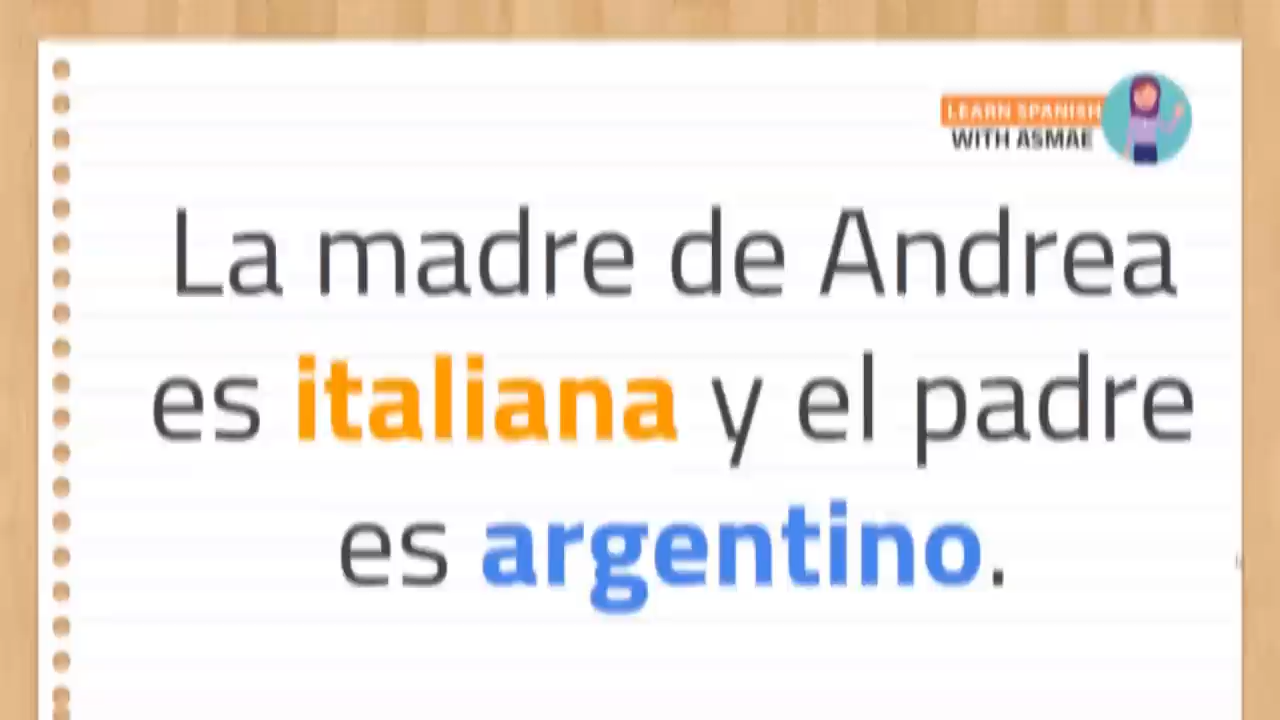 LEARN SPANISH
WITH ASMAE
La madre de Andrea
es italiana y el padre
es argentino.